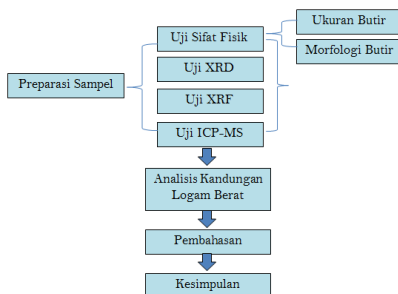 Ukuran Butir
Uji Sifat Fisik
Morfologi Butir
Uji XRD
Preparasi Sampel
Uji XRF
Uji ICP-MS
Analisis Kandungan
Logam Berat
Pembahasan
Kesimpulan